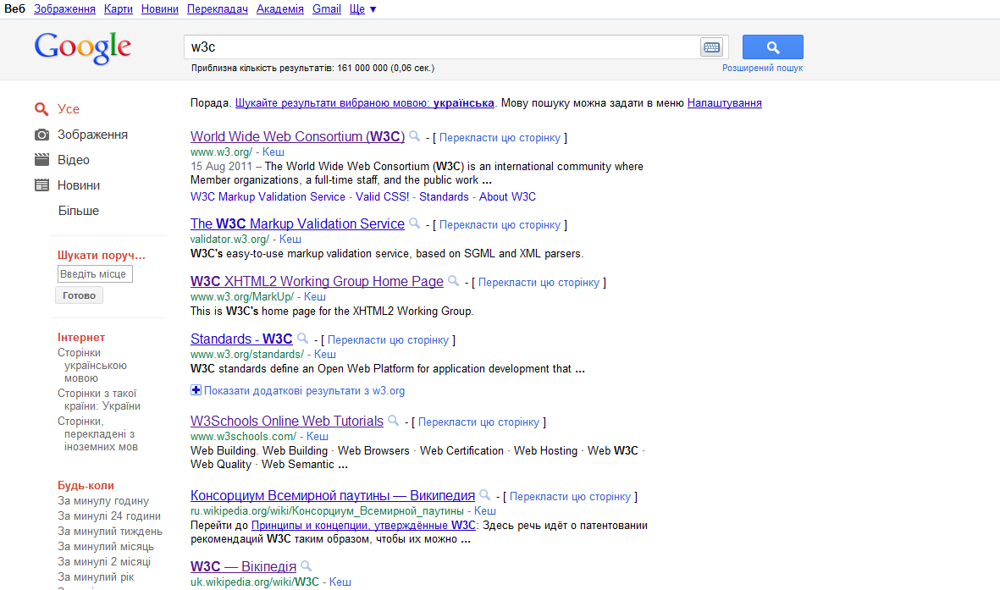 Веб Зображення Карти Новини Перекладач Академія Gmail Ще ▼
Google
w3c
Приблизна кількість результатів: 161 000 000 (0,06 сек.)
Розширений пошук
Усе
Зображення
Відео
Новини
Більше
Шукати поруч…
Введіть місце
Готово
Інтернет
Сторінки
українською
мовою
Сторінки з такої
країни: України
Сторінки,
перекладені з
іноземних мов
Будь-коли
За минулу годину
За минулі 24 години
За минулий тиждень
За минулий місяць
За минулі 2 місяці
За минулий рік
Порада. Шукайте результати вибраною мовою: українська. Мову пошуку можна задати в меню Налаштування
World Wide Web Consortium (W3C) - [ Перекласти цю сторінку ]
www.w3.org/ - Кеш
15 Aug 2011 – The World Wide Web Consortium (W3C) is an international community where
Member organizations, a full-time staff, and the public work ...
W3C Markup Validation Service - Valid CSS! - Standards - About W3C
The W3C Markup Validation Service - [ Перекласти цю сторінку ]
validator.w3.org/ - Кеш
W3C's easy-to-use markup validation service, based on SGML and XML parsers.
W3C XHTML2 Working Group Home Page - [ Перекласти цю сторінку ]
www.w3.org/MarkUp/ - Кеш
This is W3C's home page for the XHTML2 Working Group.
Standards - W3C - [ Перекласти цю сторінку ]
www.w3.org/standards/ - Кеш
W3C standards define an Open Web Platform for application development that ...
Показати додаткові результати з w3.org
W3Schools Online Web Tutorials - [ Перекласти цю сторінку ]
www.w3schools.com/ - Кеш
Web Building. Web Building · Web Browsers · Web Certification · Web Hosting · Web W3C ·
Web Quality · Web Semantic ...
Консорциум Всемирной паутины — Википедия - [ Перекласти цю сторінку ]
ru.wikipedia.org/wiki/Консорциум_Всемирной_паутины - Кеш
Перейти до Принципы и концепции, утверждённые W3C: Здесь речь идёт о патентовании
рекомендаций W3C таким образом, чтобы их можно ...
W3C — Вікіпедія
uk.wikipedia.org/wiki/W3C - Кеш